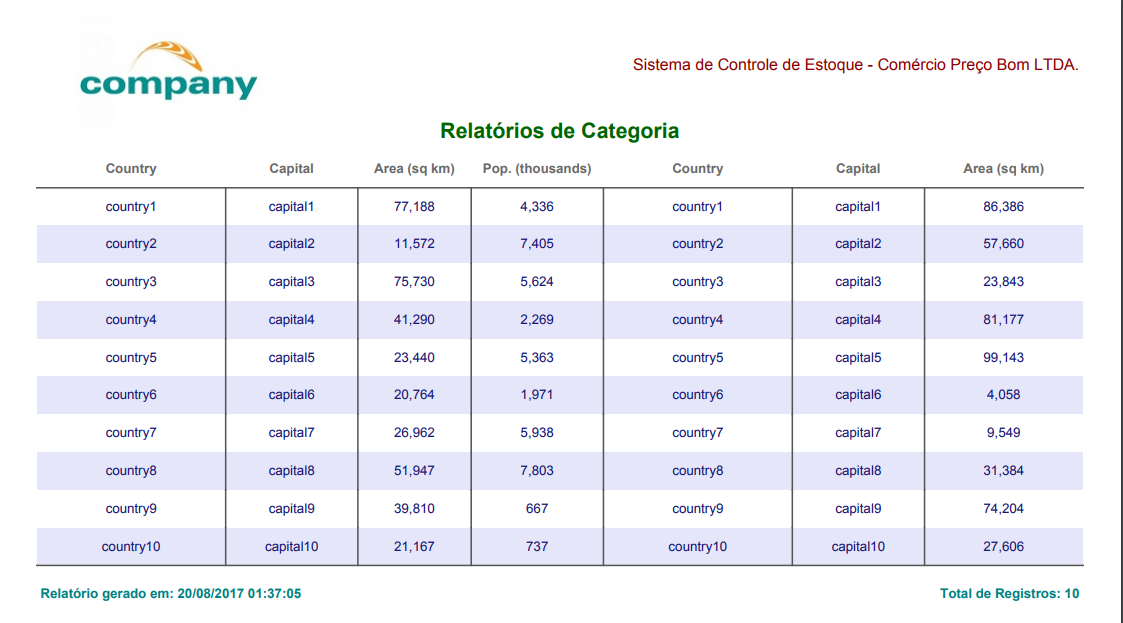 company
Sistema de Controle de Estoque - Comércio Preço Bom LTDA.
Relatórios de Categoria
Country Capital Area (sq km) Pop. (thousands) Country Capital Area (sq km)
country1 capital1 77,188 4,336 country1 capital1 86,386
country2 capital2 11,572 7,405 country2 capital2 57,660
country3 capital3 75,730 5,624 country3 capital3 23,843
country4 capital4 41,290 2,269 country4 capital4 81,177
country5 capital5 23,440 5,363 country5 capital5 99,143
country6 capital6 20,764 1,971 country6 capital6 4,058
country7 capital7 26,962 5,938 country7 capital7 9,549
country8 capital8 51,947 7,803 country8 capital8 31,384
country9 capital9 39,810 667 country9 capital9 74,204
country10 capital10 21,167 737 country10 capital10 27,606
Relatório gerado em: 20/08/2017 01:37:05 Total de Registros: 10